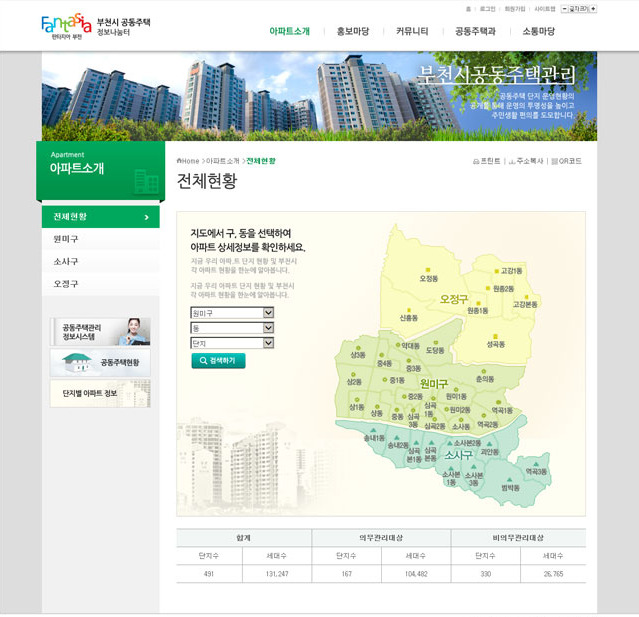 홈 | 로그인 | 회원가입 | 사이트맵 글자크기
Fantasia
판타지아 부천
부천시 공동주택
정보나눔터
아파트소개 홍보마당 커뮤니티 공동주택과 소통마당
부천시공동주택관리
공동주택 단지 운영현황의
공개를 통해 운영의 투명성을 높이고
주민생활 편의를 도모합니다.
Apartment
아파트소개
Home > 아파트소개 > 전체현황
프린트 | 주소복사 | QR코드
전체현황
전체현황
원미구
소사구
오정구
공동주택관리
정보시스템
공동주택현황
단지별 아파트 정보
지도에서 구, 동을 선택하여
아파트 상세정보를 확인하세요.
지금 우리 아파.트 단지 현황 및 부천시
각 아파트 현황을 한눈에 알아봅니다.
지금 우리 아파트 단지 현황 및 부천시
각 아파트 현황을 한눈에 알아봅니다.
원미구
동
단지
검색하기
오정동
고강1동
원종2동
오정구
고강본동
원종1동
신흥동
성곡동
약대동
도당동
상3동
중4동
중3동
상2동
중1동
원미구
춘의동
중2동
원미1동
상1동
상동
중동
심곡3동
심곡1동
원미2동
역곡1동
심곡2동
소사동
역곡2동
송내1동
송내2동
심곡본1동
심곡본동
소사본2동
소사구
괴안동
소사본1동
소사본3동
역곡3동
범박동
합계 의무관리대상 비의무관리대상
단지수 세대수 단지수 세대수 단지수 세대수
491 131,247 167 104,482 330 26,765